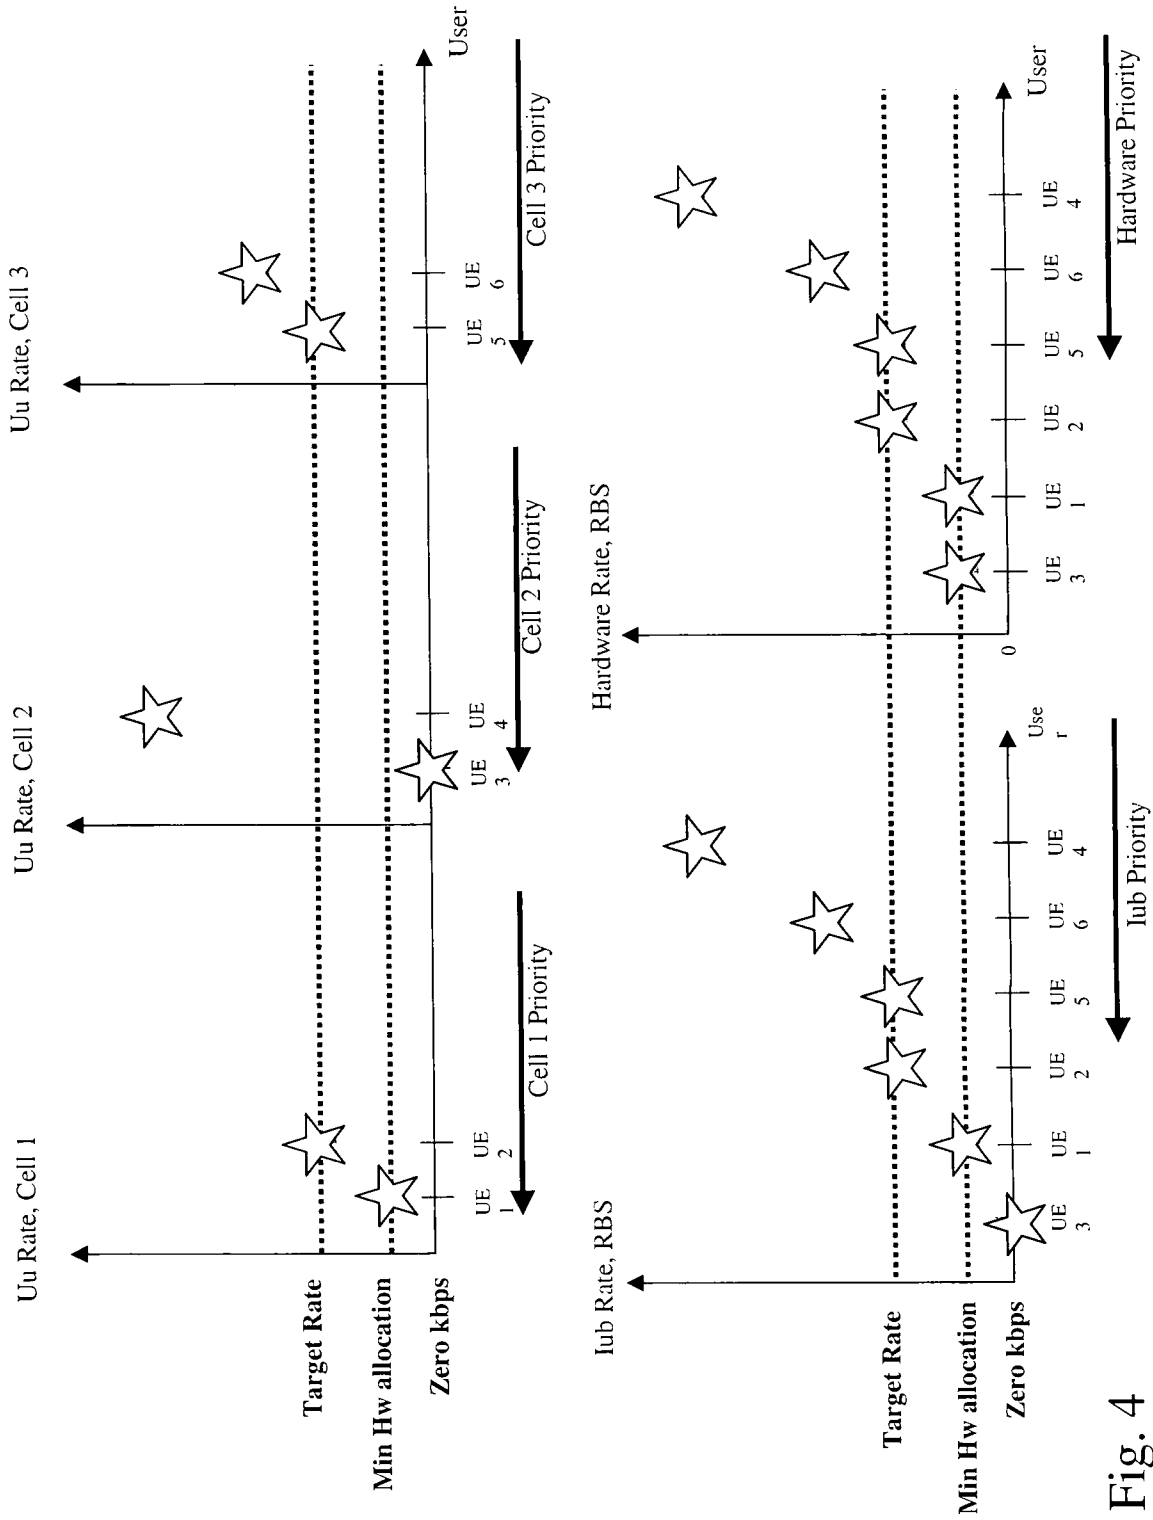 Uu Rate, Cell 1
Uu Rate, Cell 2
Uu Rate, Cell 3
Target Rate
Min Hw allocation
Zero kbps
UE
1
UE
2
UE
3
UE
4
UE
5
UE
6
User
Cell 1 Priority
Cell 2 Priority
Cell 3 Priority
Iub Rate, RBS
Hardware Rate, RBS
Target Rate
Min Hw allocation
Zero kbps
UE
3
UE
1
UE
2
UE
5
UE
6
UE
4
Use
r
0
UE
3
UE
1
UE
2
UE
5
UE
6
UE
4
User
Iub Priority
Hardware Priority
Fig. 4